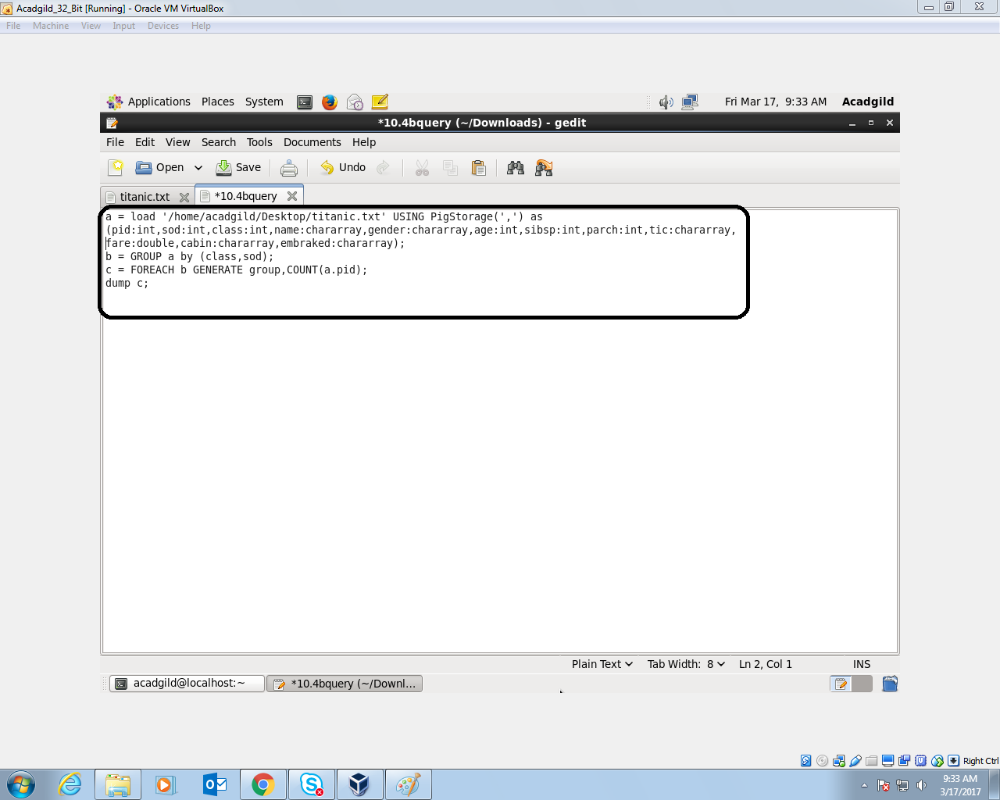 Acadgild_32_Bit [Running] - Oracle VM VirtualBox
File Machine View Input Devices Help
Applications Places System Fri Mar 17, 9:33 AM Acadgild
*10.4bquery (~/Downloads) - gedit
File Edit View Search Tools Documents Help
Open Save Undo
titanic.txt *10.4bquery
a = load '/home/acadgild/Desktop/titanic.txt' USING PigStorage(',') as
(pid:int,sod:int,class:int,name:chararray,gender:chararray,age:int,sibsp:int,parch:int,tic:chararray,
fare:double,cabin:chararray,embraked:chararray);
b = GROUP a by (class,sod);
c = FOREACH b GENERATE group,COUNT(a.pid);
dump c;
Plain Text Tab Width: 8 Ln 2, Col 1 INS
acadgild@localhost:~ *10.4bquery (~/Downl...
Right Ctrl
9:33 AM
3/17/2017